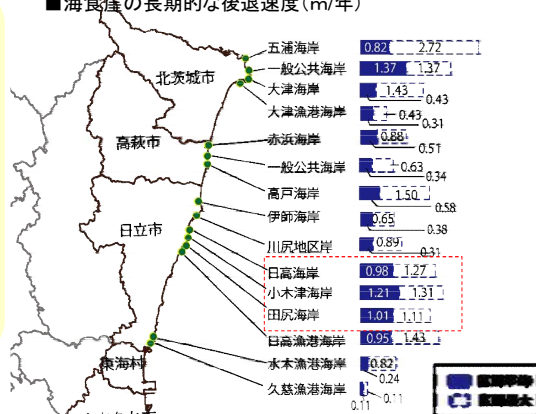 ■海食崖の長期的な後退速度(m/年)
五浦海岸 0.82 2.72
一般公共海岸 1.37 1.37
大津海岸 1.43 0.43
大津漁港海岸 0.43 0.31
赤浜海岸 0.88 0.51
一般公共海岸 0.63 0.34
高戸海岸 1.50 0.58
伊師海岸 0.65 0.38
川尻地区岸 0.89 0.31
日高海岸 0.98 1.27
小木津海岸 1.21 1.31
田尻海岸 1.01 1.11
日高漁港海岸 0.95 1.43
水木漁港海岸 0.82 0.24
久慈漁港海岸 0.11 0.11
北茨城市
高萩市
日立市
東海村